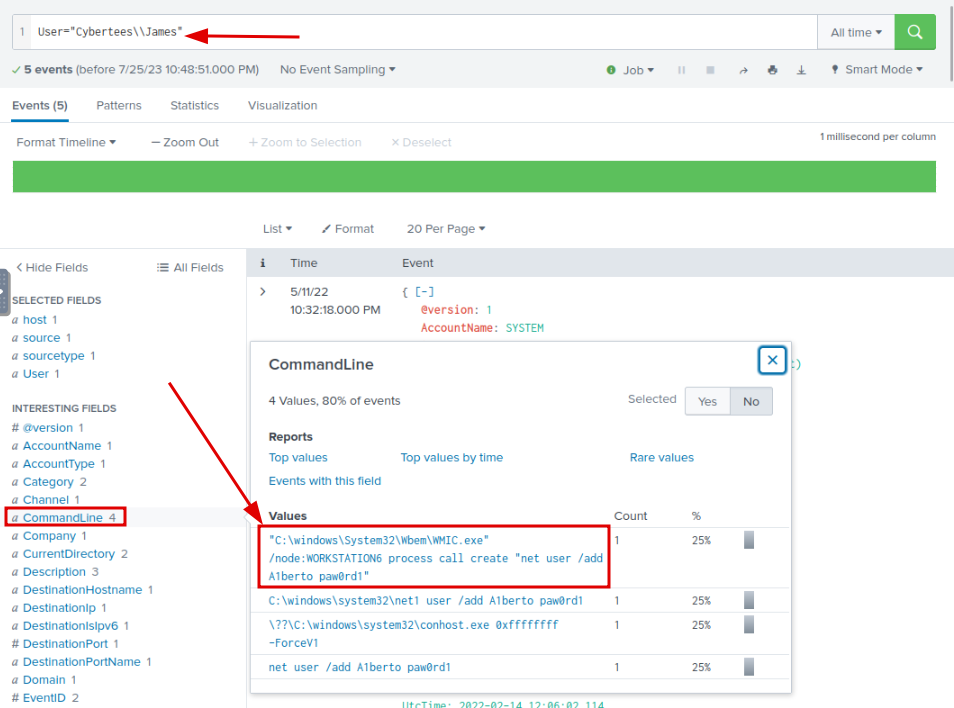 1 User="Cybertees\\James"
All time
5 events (before 7/25/23 10:48:51.000 PM) No Event Sampling
Job
Smart Mode
Events (5) Patterns Statistics Visualization
Format Timeline — Zoom Out + Zoom to Selection × Deselect
1 millisecond per column
List Format 20 Per Page
< Hide Fields All Fields
i Time Event
SELECTED FIELDS
a host 1
a source 1
a sourcetype 1
a User 1
INTERESTING FIELDS
# @version 1
a AccountName 1
a AccountType 1
a Category 2
a Channel 1
a CommandLine 4
a Company 1
a CurrentDirectory 2
a Description 3
a DestinationHostname 1
a DestinationIp 1
a DestinationIsIpv6 1
# DestinationPort 1
a DestinationPortName 1
a Domain 1
# EventID 2
> 5/11/22
10:32:18.000 PM
{ [-]
@version: 1
AccountName: SYSTEM
:)
CommandLine
4 Values, 80% of events
Selected Yes No
Reports
Top values Top values by time Rare values
Events with this field
Values Count %
"C:\windows\System32\Wbem\WMIC.exe" 1 25%
/node:WORKSTATION6 process call create "net user /add
A1berto paw0rd1"
C:\windows\system32\net1 user /add A1berto paw0rd1 1 25%
\??\C:\windows\system32\conhost.exe 0xffffffff 1 25%
-ForceV1
net user /add A1berto paw0rd1 1 25%
UtcTime: 2022-02-14 12:06:02.114